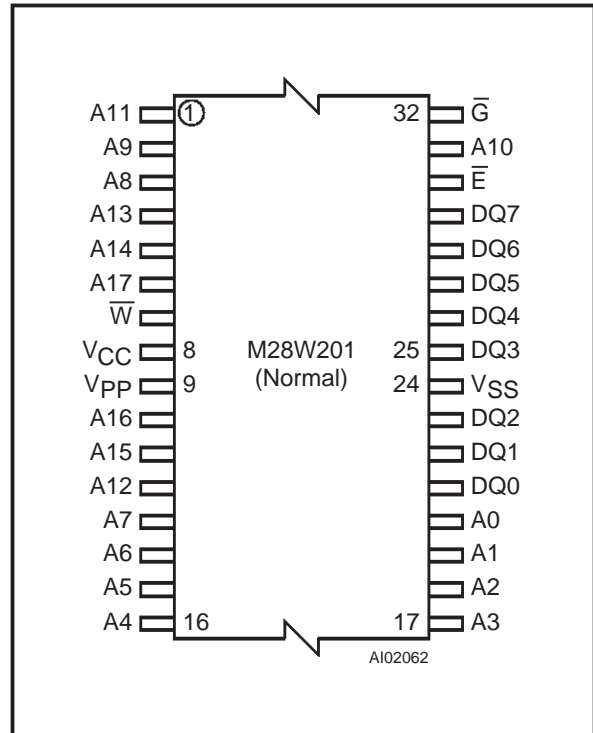 A11 ① 32 G̅
A9 A10
A8 E̅
A13 DQ7
A14 DQ6
A17 DQ5
W̅ DQ4
VCC 8 M28W201 25 DQ3
VPP 9 (Normal) 24 VSS
A16 DQ2
A15 DQ1
A12 DQ0
A7 A0
A6 A1
A5 A2
A4 16 17 A3
AI02062